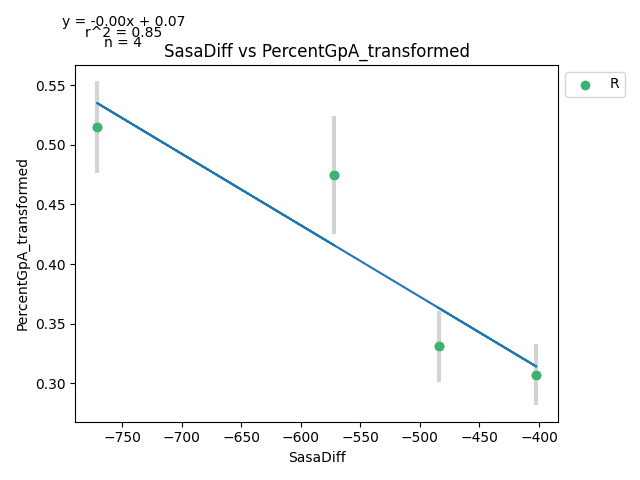 y = -0.00x + 0.07
r^2 = 0.85
n = 4
SasaDiff vs PercentGpA_transformed
R
PercentGpA_transformed
0.55
0.50
0.45
0.40
0.35
0.30
−750 −700 −650 −600 −550 −500 −450 −400
SasaDiff